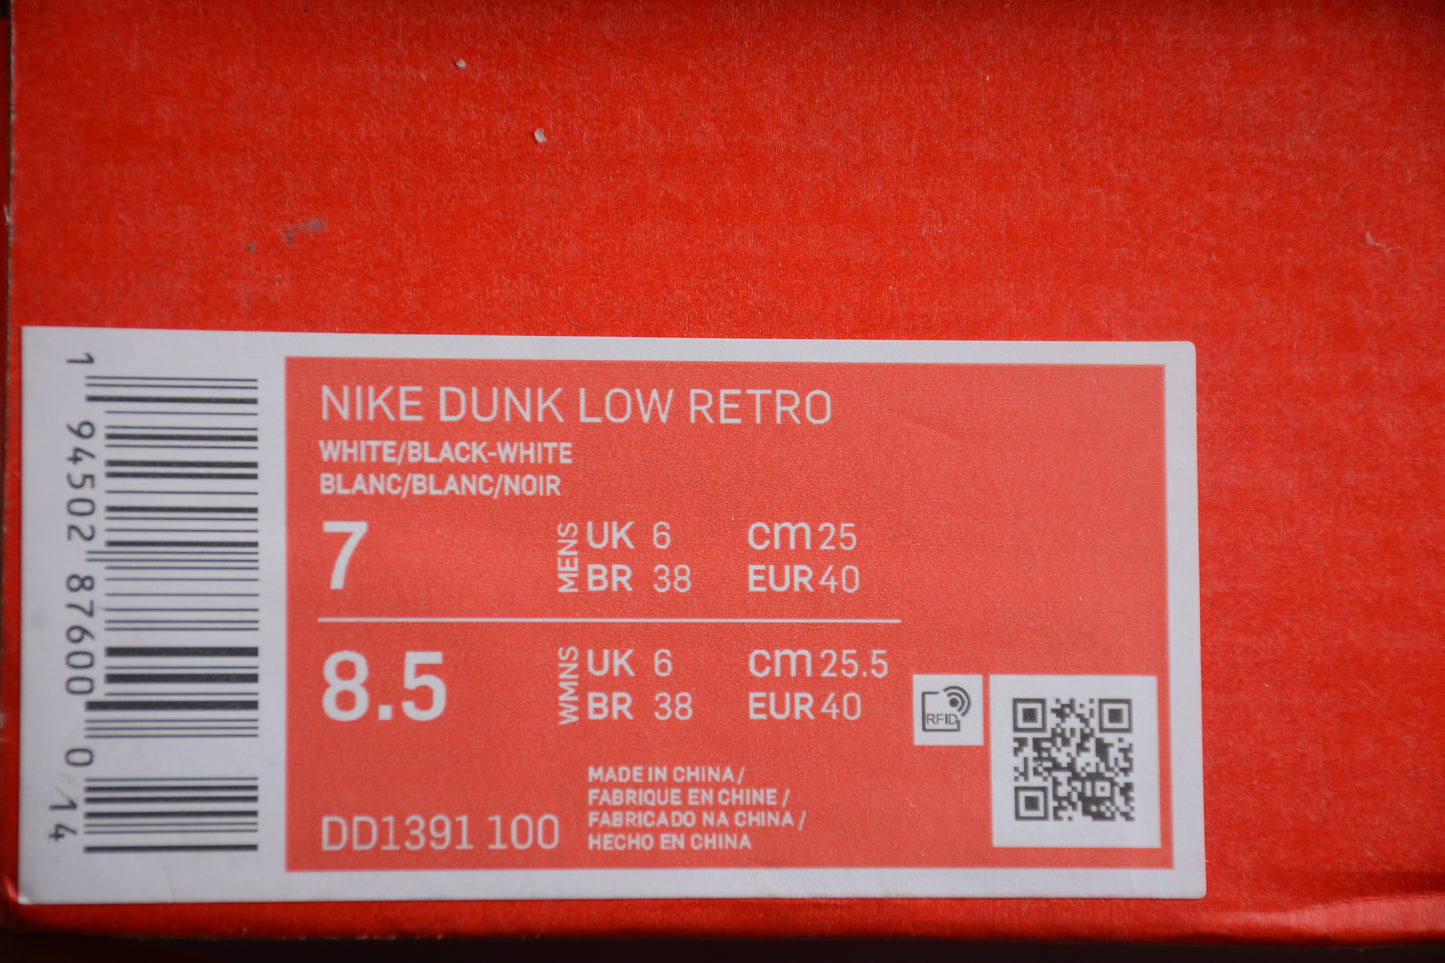 NIKE DUNK LOW RETRO
WHITE/BLACK-WHITE
BLANC/BLANC/NOIR
7
MENS
UK 6 cm 25
BR 38 EUR 40
8.5
WMNS
UK 6 cm 25.5
BR 38 EUR 40
RFID
MADE IN CHINA /
FABRIQUE EN CHINE /
FABRICADO NA CHINA /
HECHO EN CHINA
DD1391 100
1 94502 87600 0 14